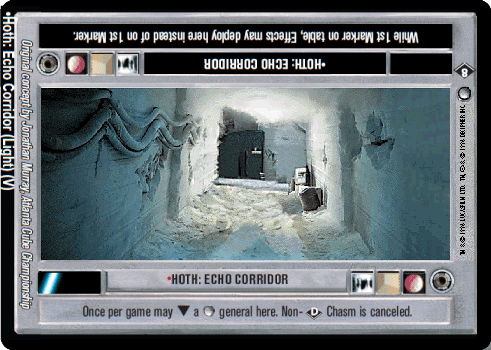 While 1st Marker on table, Effects may deploy here instead of on 1st Marker.
•HOTH: ECHO CORRIDOR
8
•Hoth: Echo Corridor [Light] (V)
Original concept by Jonathan Murray, Atlanta Cube Championship
•HOTH: ECHO CORRIDOR
Once per game may ▼ a general here. Non- D Chasm is canceled.